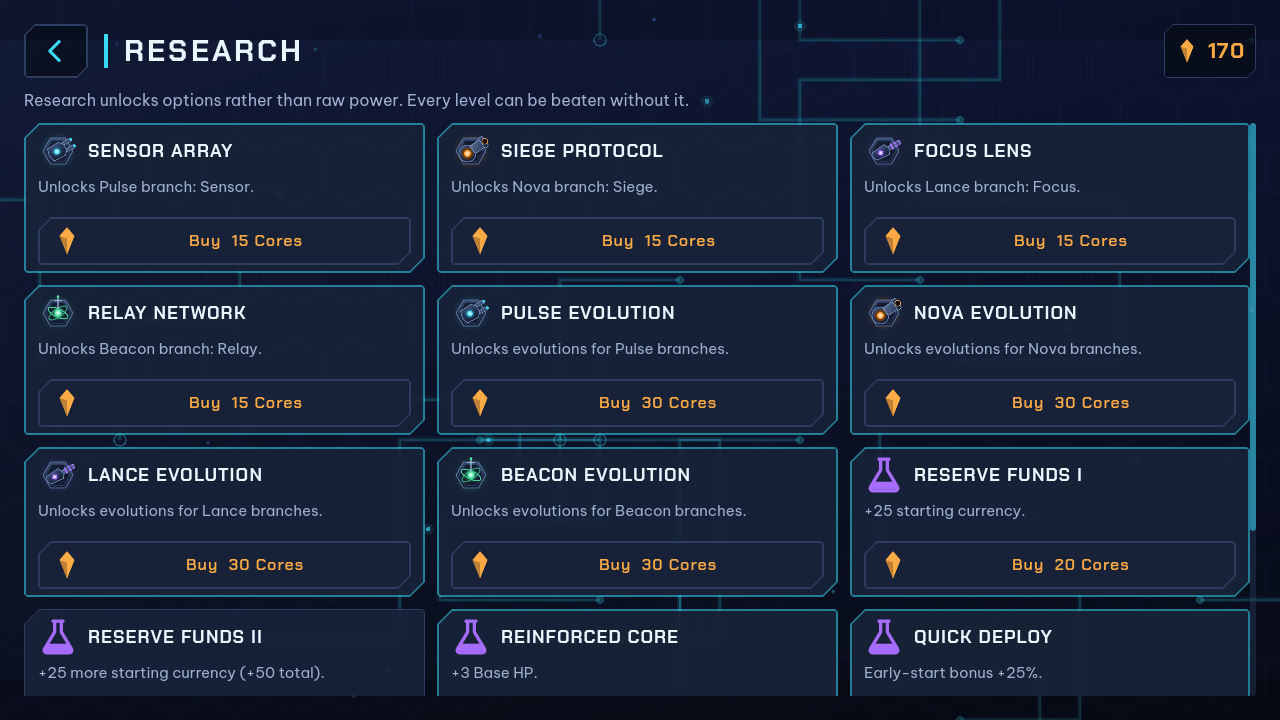 RESEARCH
170
Research unlocks options rather than raw power. Every level can be beaten without it.
SENSOR ARRAY
Unlocks Pulse branch: Sensor.
Buy 15 Cores
SIEGE PROTOCOL
Unlocks Nova branch: Siege.
Buy 15 Cores
FOCUS LENS
Unlocks Lance branch: Focus.
Buy 15 Cores
RELAY NETWORK
Unlocks Beacon branch: Relay.
Buy 15 Cores
PULSE EVOLUTION
Unlocks evolutions for Pulse branches.
Buy 30 Cores
NOVA EVOLUTION
Unlocks evolutions for Nova branches.
Buy 30 Cores
LANCE EVOLUTION
Unlocks evolutions for Lance branches.
Buy 30 Cores
BEACON EVOLUTION
Unlocks evolutions for Beacon branches.
Buy 30 Cores
RESERVE FUNDS I
+25 starting currency.
Buy 20 Cores
RESERVE FUNDS II
+25 more starting currency (+50 total).
REINFORCED CORE
+3 Base HP.
QUICK DEPLOY
Early-start bonus +25%.